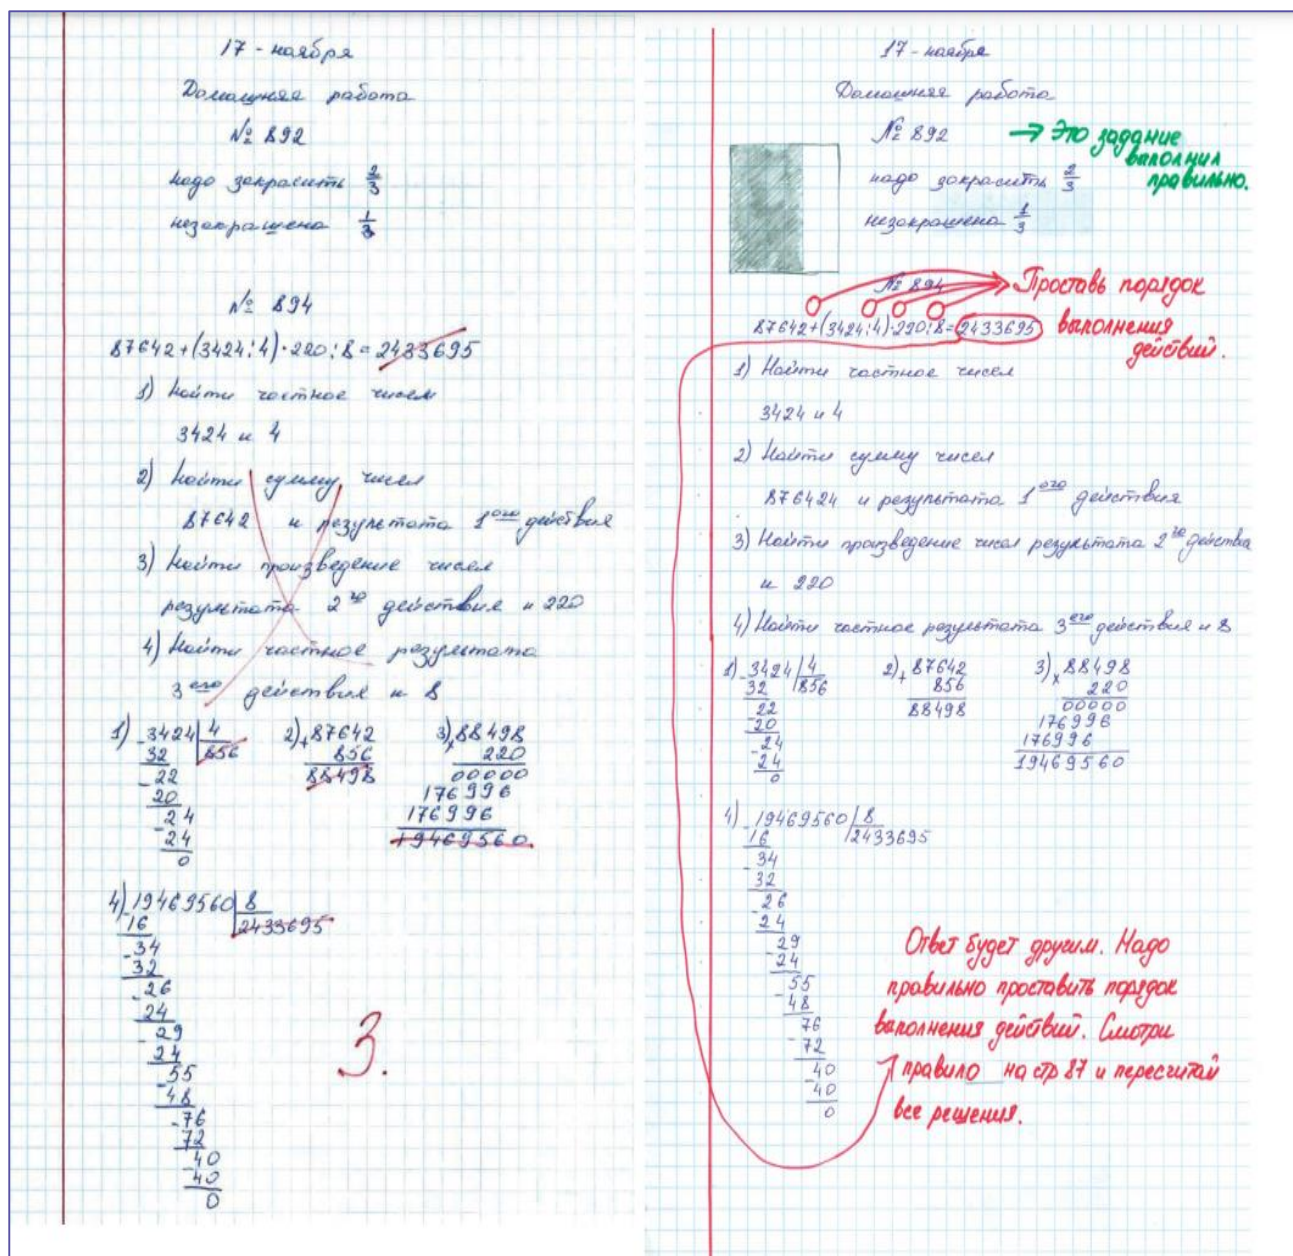 17 - ноября
Домашняя работа
№ 892
надо закрасить 2/3
незакрашена 1/3
№ 894
87642+(3424:4)·220:8=2433695
1) Найти частное чисел
3424 и 4
2) Найти сумму чисел
87642 и результата 1ого действия
3) Найти произведение чисел
результата 2го действия и 220
4) Найти частное результата
3его действия и 8
1) -3424|4 2) +87642 3) ×88498
32 856 856 220
-22 88498 00000
20 176996
-24 176996
24 19469560
0
4) -19469560|8
16 2433695
-34
32
-26
24
-29
24
-55
48
-76
72
-40
-40
0
3.
17 - ноября
Домашняя работа
№ 892
→ Это задание
выполнил
правильно.
надо закрасить 2/3
незакрашена 1/3
№ 894
Проставь порядок
выполнения
действий.
87642+(3424:4)·220:8=2433695
1) Найти частное чисел
3424 и 4
2) Найти сумму чисел
876424 и результата 1ого действия
3) Найти произведение чисел результата 2го действия
и 220
4) Найти частное результата 3его действия и 8
1) -3424|4 2) +87642 3) ×88498
32 856 856 220
22 88498 00000
-20 176996
-24 176996
24 19469560
0
4) -19469560|8
16 2433695
-34
32
-26
24
29
-24
55
-48
76
-72
40
-40
0
Ответ будет другим. Надо
правильно проставить порядок
выполнения действий. Смотри
правило на стр 87 и пересчитай
все решения.